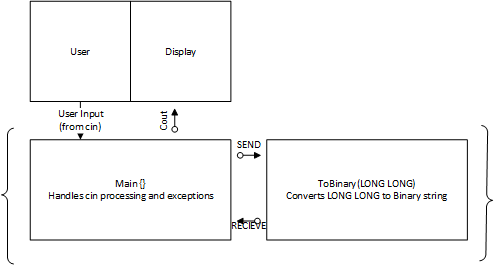 User
Display
User Input
(from cin)
Cout
SEND
Main {}
Handles cin processing and exceptions
ToBinary (LONG LONG)
Converts LONG LONG to Binary string
RECIEVE